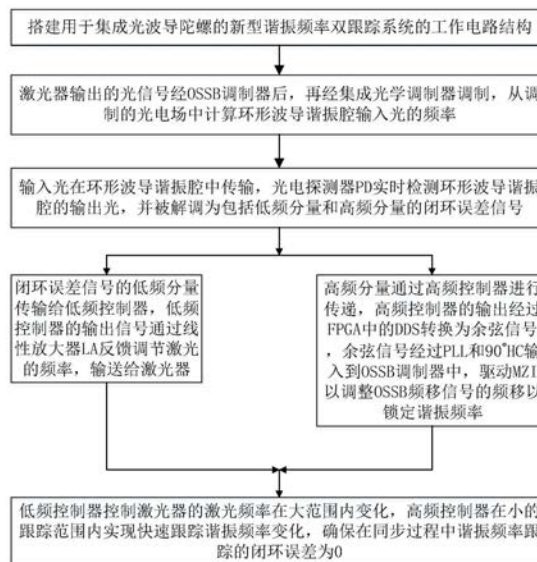 搭建用于集成光波导陀螺的新型谐振频率双跟踪系统的工作电路结构
激光器输出的光信号经OSSB调制器后，再经集成光学调制器调制，从调
制的光电场中计算环形波导谐振腔输入光的频率
输入光在环形波导谐振腔中传输，光电探测器PD实时检测环形波导谐振
腔的输出光，并被解调为包括低频分量和高频分量的闭环误差信号
闭环误差信号的低频分量
传输给低频控制器，低频
控制器的输出信号通过线
性放大器LA反馈调节激光
的频率，输送给激光器
高频分量通过高频控制器进行
传递，高频控制器的输出经过
FPGA中的DDS转换为余弦信号
，余弦信号经过PLL和90°HC输
入到OSSB调制器中，驱动MZI
以调整OSSB频移信号的频移以
锁定谐振频率
低频控制器控制激光器的激光频率在大范围内变化，高频控制器在小的
跟踪范围内实现快速跟踪谐振频率变化，确保在同步过程中谐振频率跟
踪的闭环误差为0